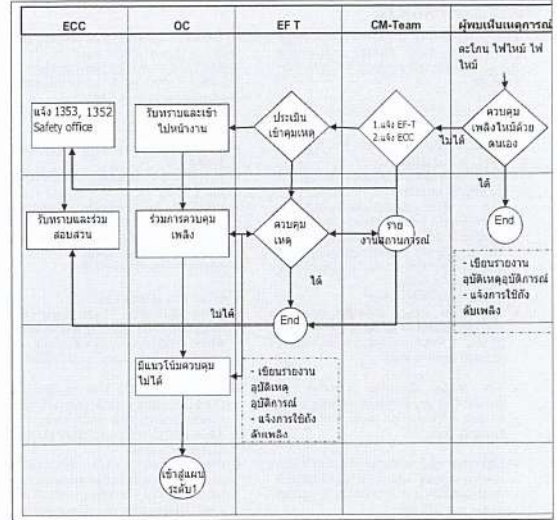 ECC OC EF T CM-Team ผู้พบเห็นเหตุการณ์
ตะโกน ไฟไหม้ ไฟ
ไหม้
แจ้ง 1353, 1352
Safety office
รับทราบและเข้า
ไปหน้างาน
ประเมิน
เข้าคุมเหตุ
1.แจ้ง EF-T
2.แจ้ง ECC
ไม่ได้
ควบคุม
เพลิงไหม้ด้วย
ตนเอง
ได้
รับทราบและร่วม
สอบสวน
ร่วมการควบคุม
เพลิง
ควบคุม
เหตุ
ราย
งานสถานการณ์
End
ได้
ไม่ได้
End
- เขียนรายงาน
อุบัติเหตุอุบัติการณ์
- แจ้งการใช้ถัง
ดับเพลิง
มีแนวโน้มควบคุม
ไม่ได้
- เขียนรายงาน
อุบัติเหตุ
อุบัติการณ์
- แจ้งการใช้ถัง
ดับเพลิง
เข้าสู่แผน
ระดับ1